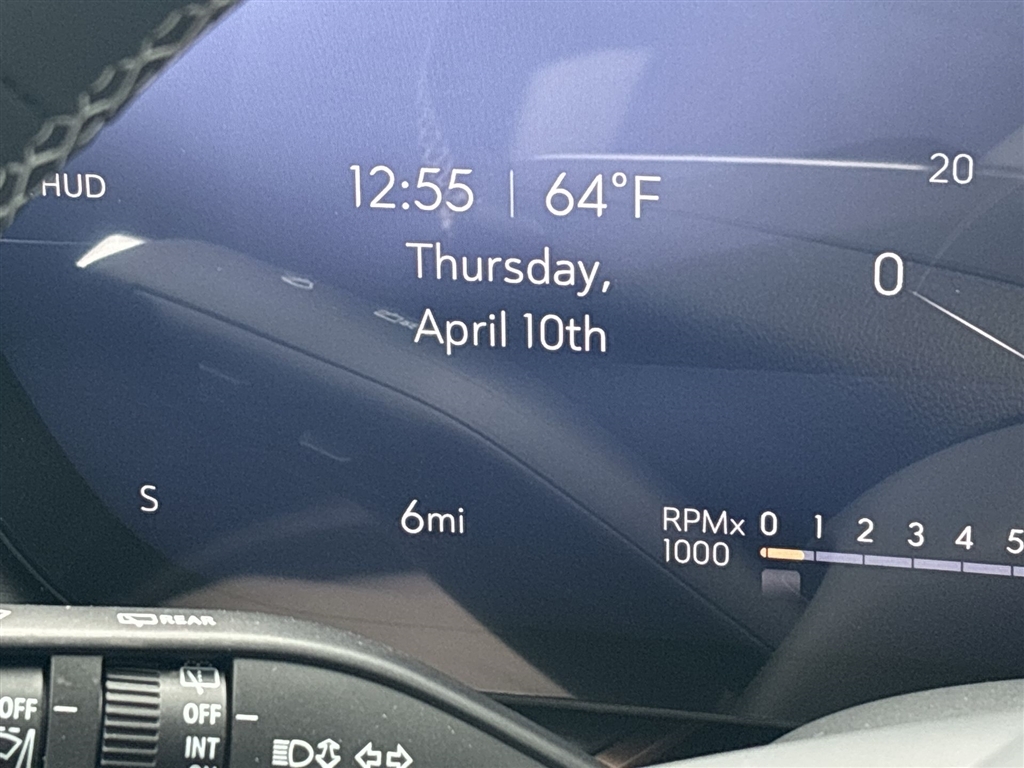 HUD
12:55 | 64°F
Thursday,
April 10th
20
0
S
6mi
RPMx 0 1 2 3 4 5
1000
REAR
OFF
OFF
INT